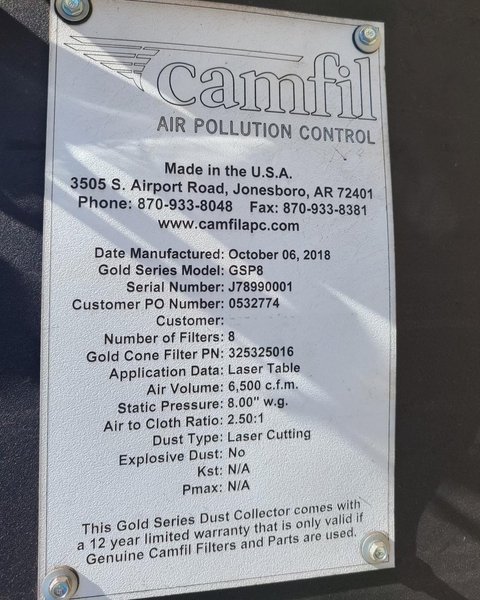 camfil
AIR POLLUTION CONTROL
Made in the U.S.A.
3505 S. Airport Road, Jonesboro, AR 72401
Phone: 870-933-8048 Fax: 870-933-8381
www.camfilapc.com
Date Manufactured: October 06, 2018
Gold Series Model: GSP8
Serial Number: J78990001
Customer PO Number: 0532774
Customer:
Number of Filters: 8
Gold Cone Filter PN: 325325016
Application Data: Laser Table
Air Volume: 6,500 c.f.m.
Static Pressure: 8.00" w.g.
Air to Cloth Ratio: 2.50:1
Dust Type: Laser Cutting
Explosive Dust: No
Kst: N/A
Pmax: N/A
This Gold Series Dust Collector comes with
a 12 year limited warranty that is only valid if
Genuine Camfil Filters and Parts are used.